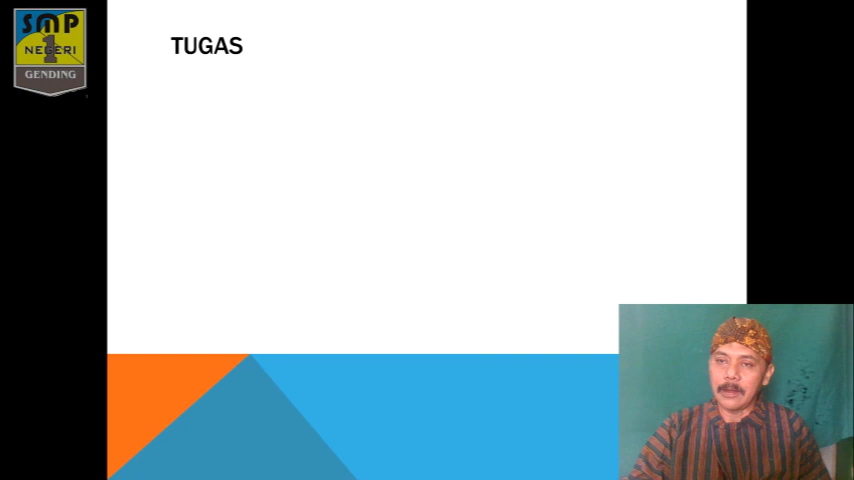 SMP
NEGERI
1
GENDING
TUGAS